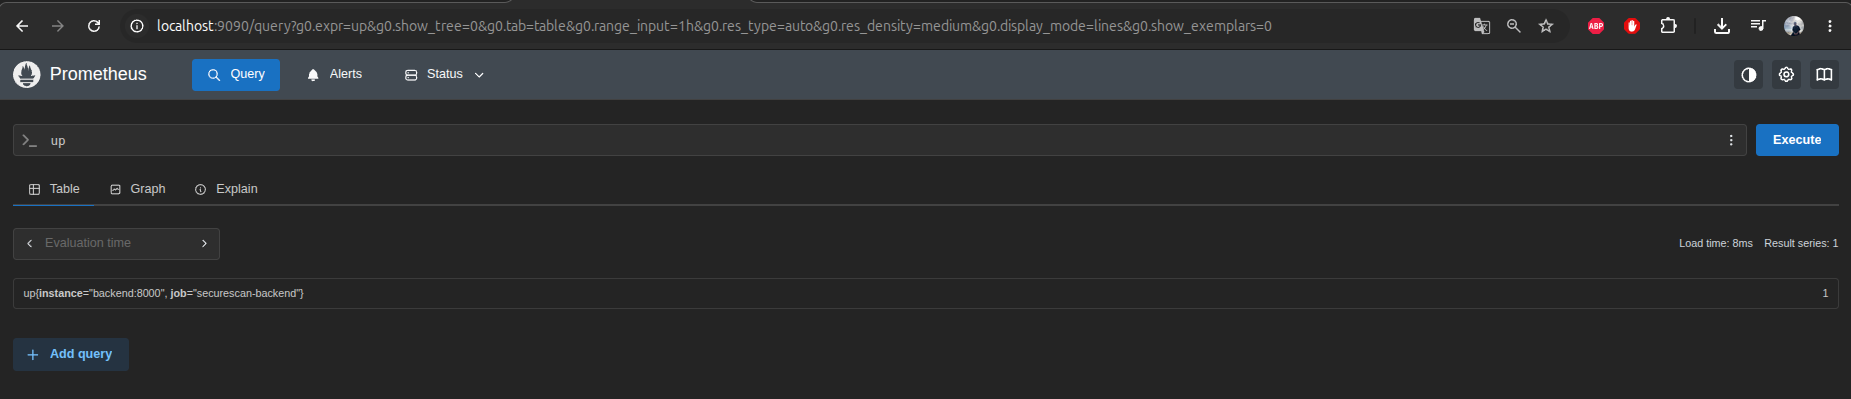 localhost:9090/query?g0.expr=up&g0.show_tree=0&g0.tab=table&g0.range_input=1h&g0.res_type=auto&g0.res_density=medium&g0.display_mode=lines&g0.show_exemplars=0
ABP
Prometheus Query Alerts Status
>_ up Execute
Table Graph Explain
Evaluation time Load time: 8ms Result series: 1
up{instance="backend:8000", job="securescan-backend"} 1
+ Add query